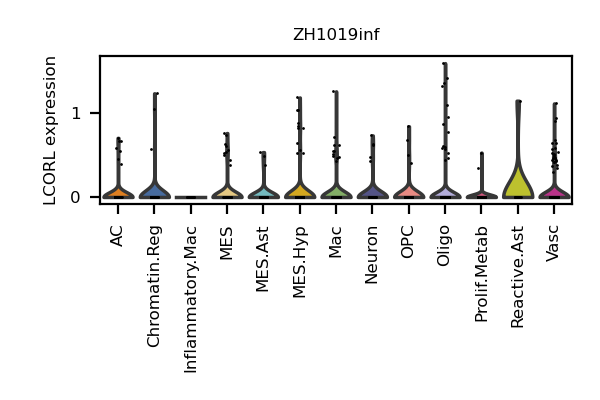 ZH1019inf
LCORL expression
1
0
AC
Chromatin.Reg
Inflammatory.Mac
MES
MES.Ast
MES.Hyp
Mac
Neuron
OPC
Oligo
Prolif.Metab
Reactive.Ast
Vasc